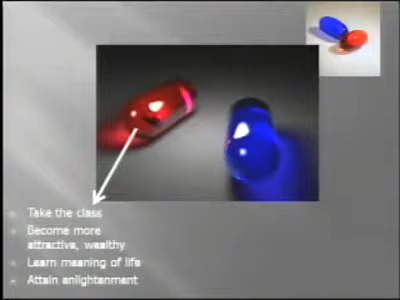 Take the class
Become more
attractive, wealthy
Learn meaning of life
Attain enlightenment